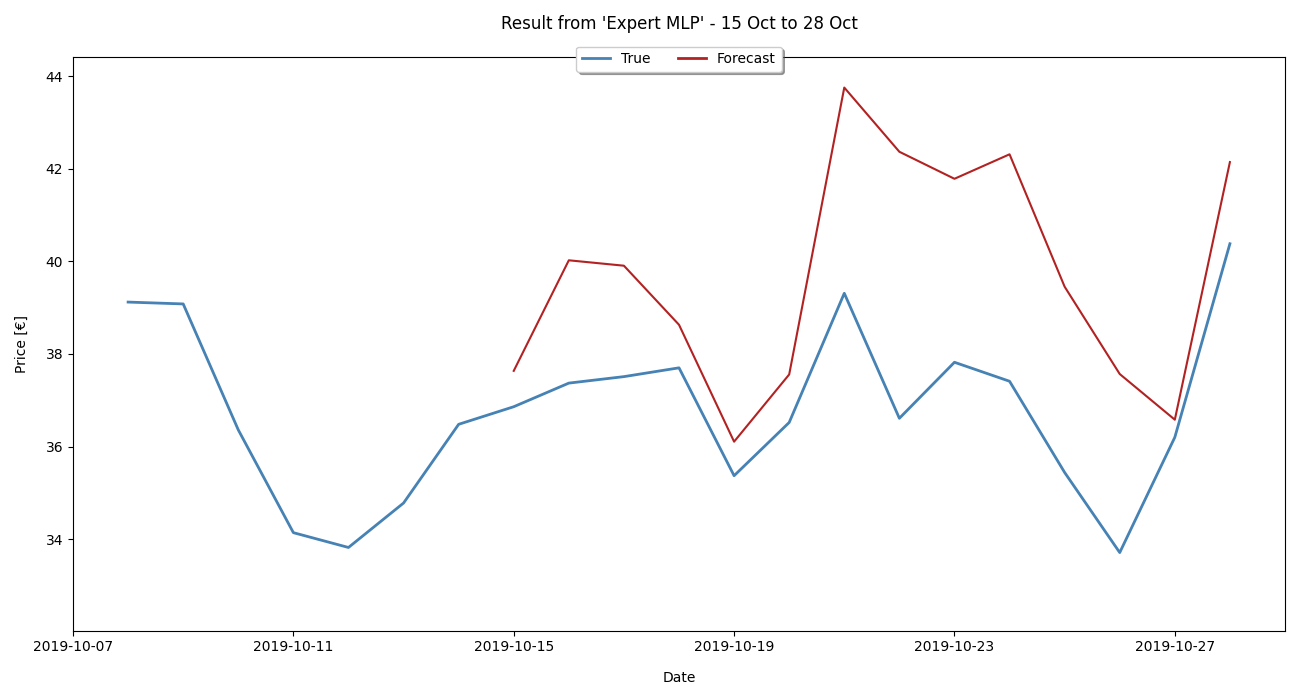 Result from 'Expert MLP' - 15 Oct to 28 Oct
True Forecast
44
42
40
38
36
34
Price [€]
2019-10-07 2019-10-11 2019-10-15 2019-10-19 2019-10-23 2019-10-27
Date